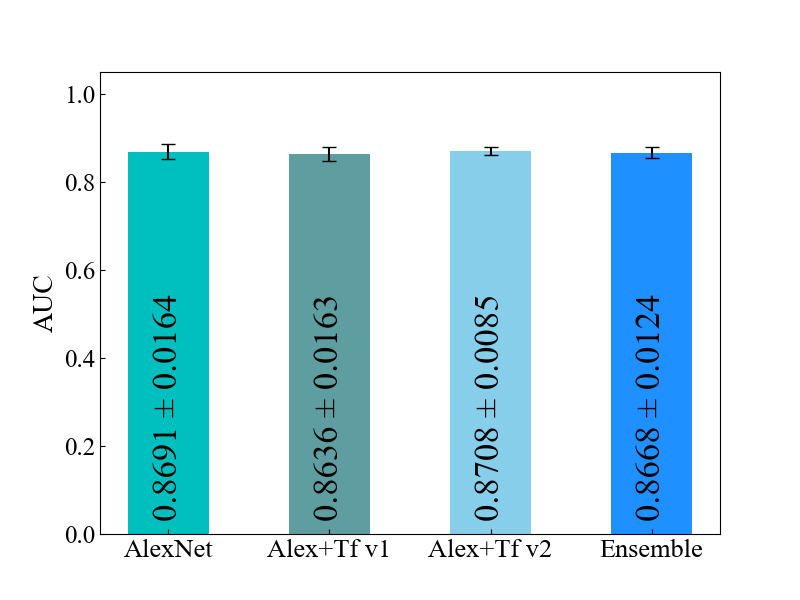 AUC
1.0
0.8
0.6
0.4
0.2
0.0
0.8691 ± 0.0164
0.8636 ± 0.0163
0.8708 ± 0.0085
0.8668 ± 0.0124
AlexNet
Alex+Tf v1
Alex+Tf v2
Ensemble